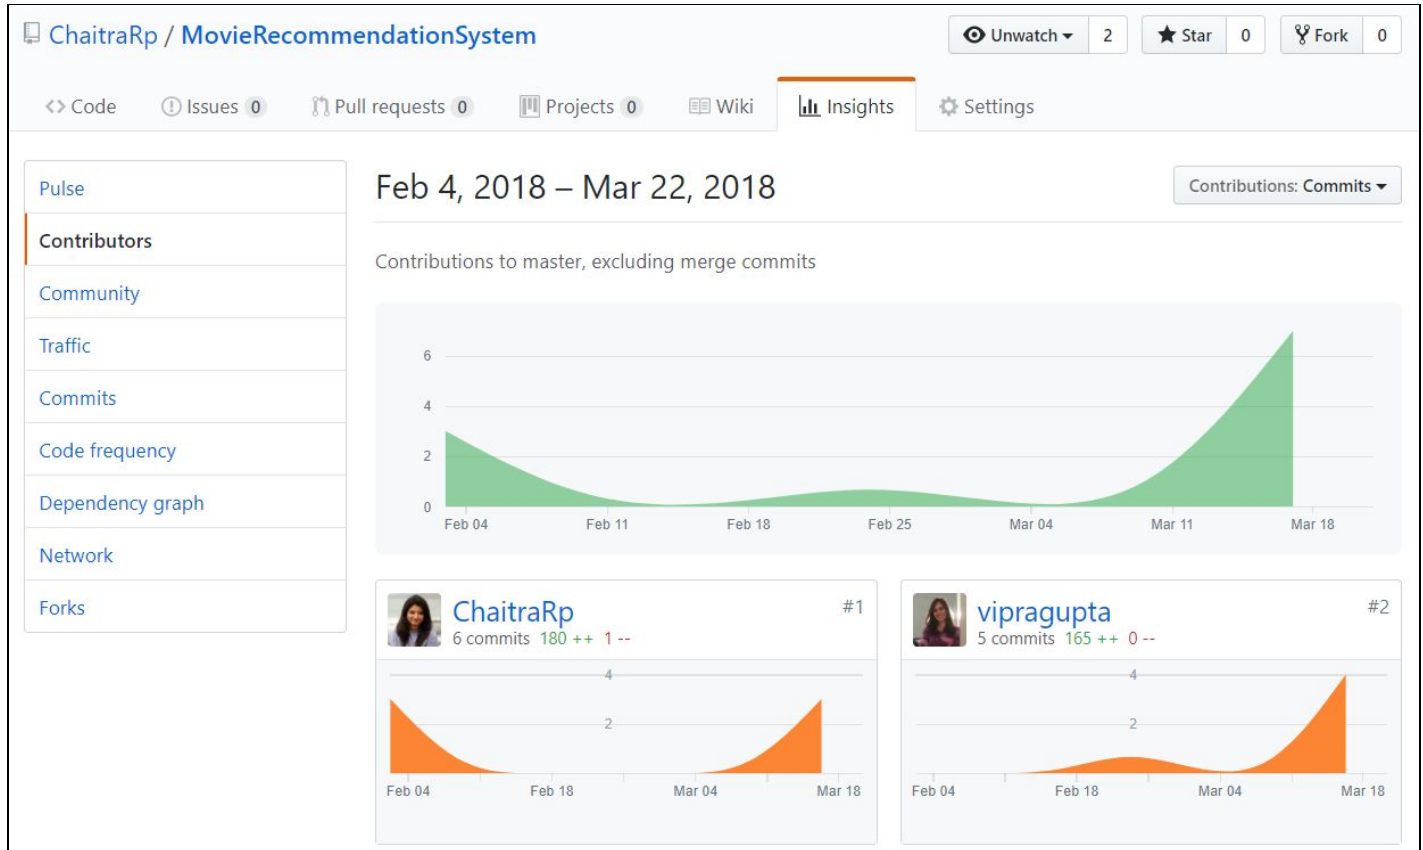 ChaitraRp / MovieRecommendationSystem
Unwatch 2 Star 0 Fork 0
Code Issues 0 Pull requests 0 Projects 0 Wiki Insights Settings
Pulse
Contributors
Community
Traffic
Commits
Code frequency
Dependency graph
Network
Forks
Feb 4, 2018 – Mar 22, 2018
Contributions: Commits
Contributions to master, excluding merge commits
6
4
2
0
Feb 04 Feb 11 Feb 18 Feb 25 Mar 04 Mar 11 Mar 18
ChaitraRp #1
6 commits 180 ++ 1 --
4
2
Feb 04 Feb 18 Mar 04 Mar 18
vipragupta #2
5 commits 165 ++ 0 --
4
2
Feb 04 Feb 18 Mar 04 Mar 18